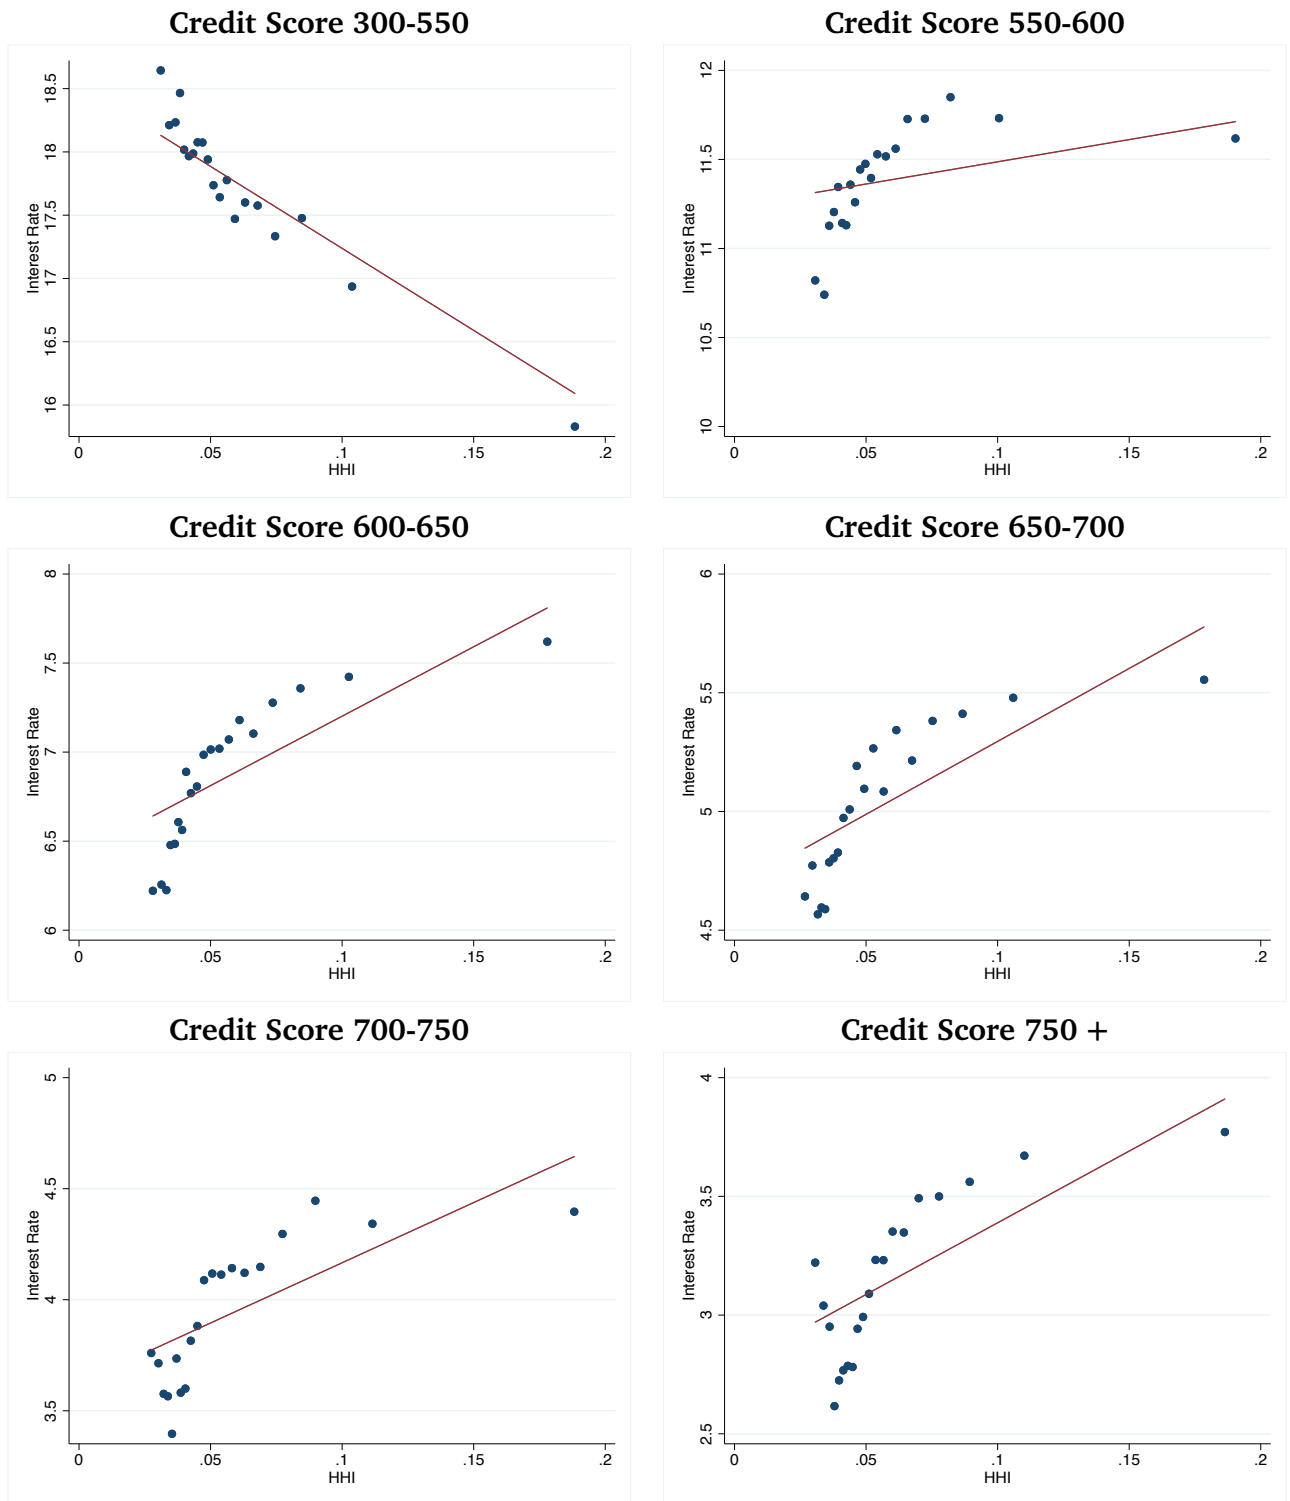 Credit Score 300-550
Interest Rate
18.5
18
17.5
17
16.5
16
0 .05 .1 .15 .2
HHI
Credit Score 550-600
Interest Rate
12
11.5
11
10.5
10
0 .05 .1 .15 .2
HHI
Credit Score 600-650
Interest Rate
8
7.5
7
6.5
6
0 .05 .1 .15 .2
HHI
Credit Score 650-700
Interest Rate
6
5.5
5
4.5
0 .05 .1 .15 .2
HHI
Credit Score 700-750
Interest Rate
5
4.5
4
3.5
0 .05 .1 .15 .2
HHI
Credit Score 750 +
Interest Rate
4
3.5
3
2.5
0 .05 .1 .15 .2
HHI